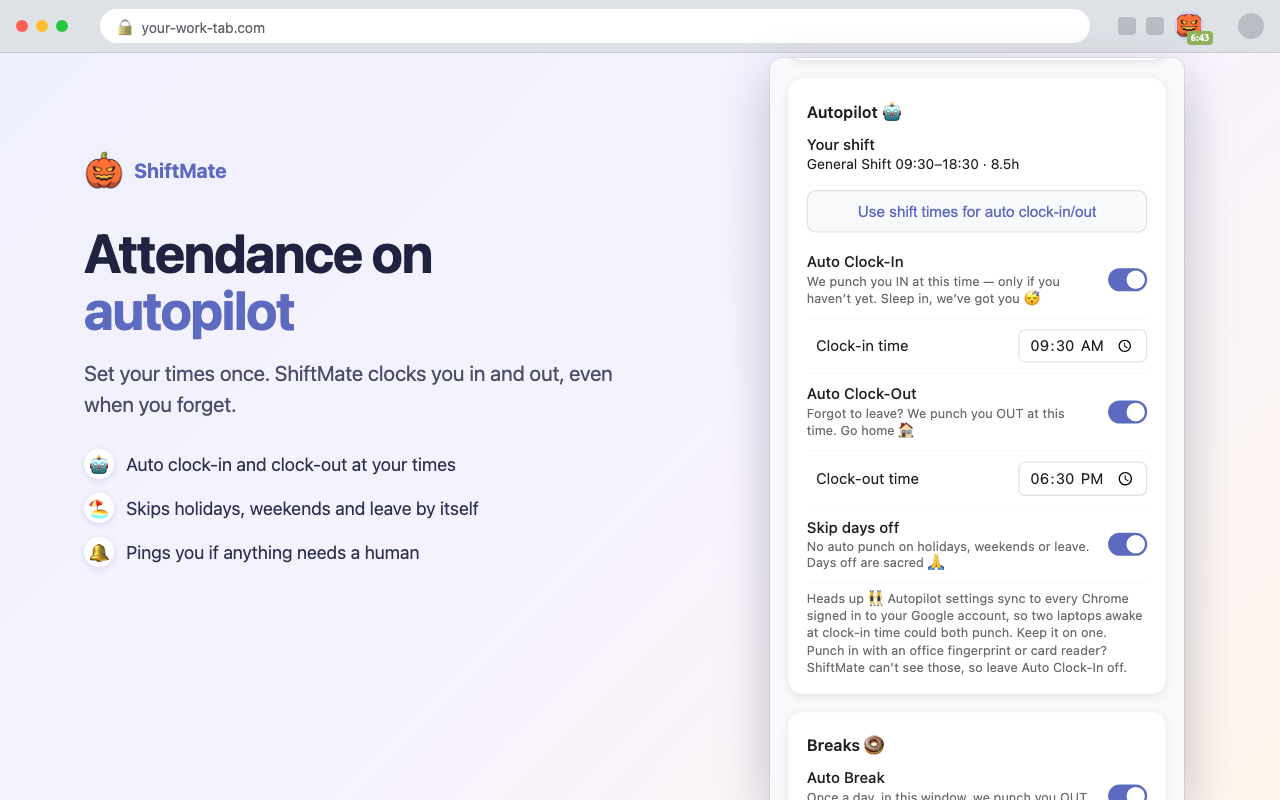 your-work-tab.com
6:43
ShiftMate
Attendance on
autopilot
Set your times once. ShiftMate clocks you in and out, even
when you forget.
Auto clock-in and clock-out at your times
Skips holidays, weekends and leave by itself
Pings you if anything needs a human
Autopilot 🤖
Your shift
General Shift 09:30–18:30 · 8.5h
Use shift times for auto clock-in/out
Auto Clock-In
We punch you IN at this time — only if you
haven’t yet. Sleep in, we’ve got you 😴
Clock-in time
09:30 AM
Auto Clock-Out
Forgot to leave? We punch you OUT at this
time. Go home 🏠
Clock-out time
06:30 PM
Skip days off
No auto punch on holidays, weekends or leave.
Days off are sacred 🙏
Heads up 👯 Autopilot settings sync to every Chrome
signed in to your Google account, so two laptops awake
at clock-in time could both punch. Keep it on one.
Punch in with an office fingerprint or card reader?
ShiftMate can’t see those, so leave Auto Clock-In off.
Breaks 🍩
Auto Break
Once a day, in this window, we punch you OUT